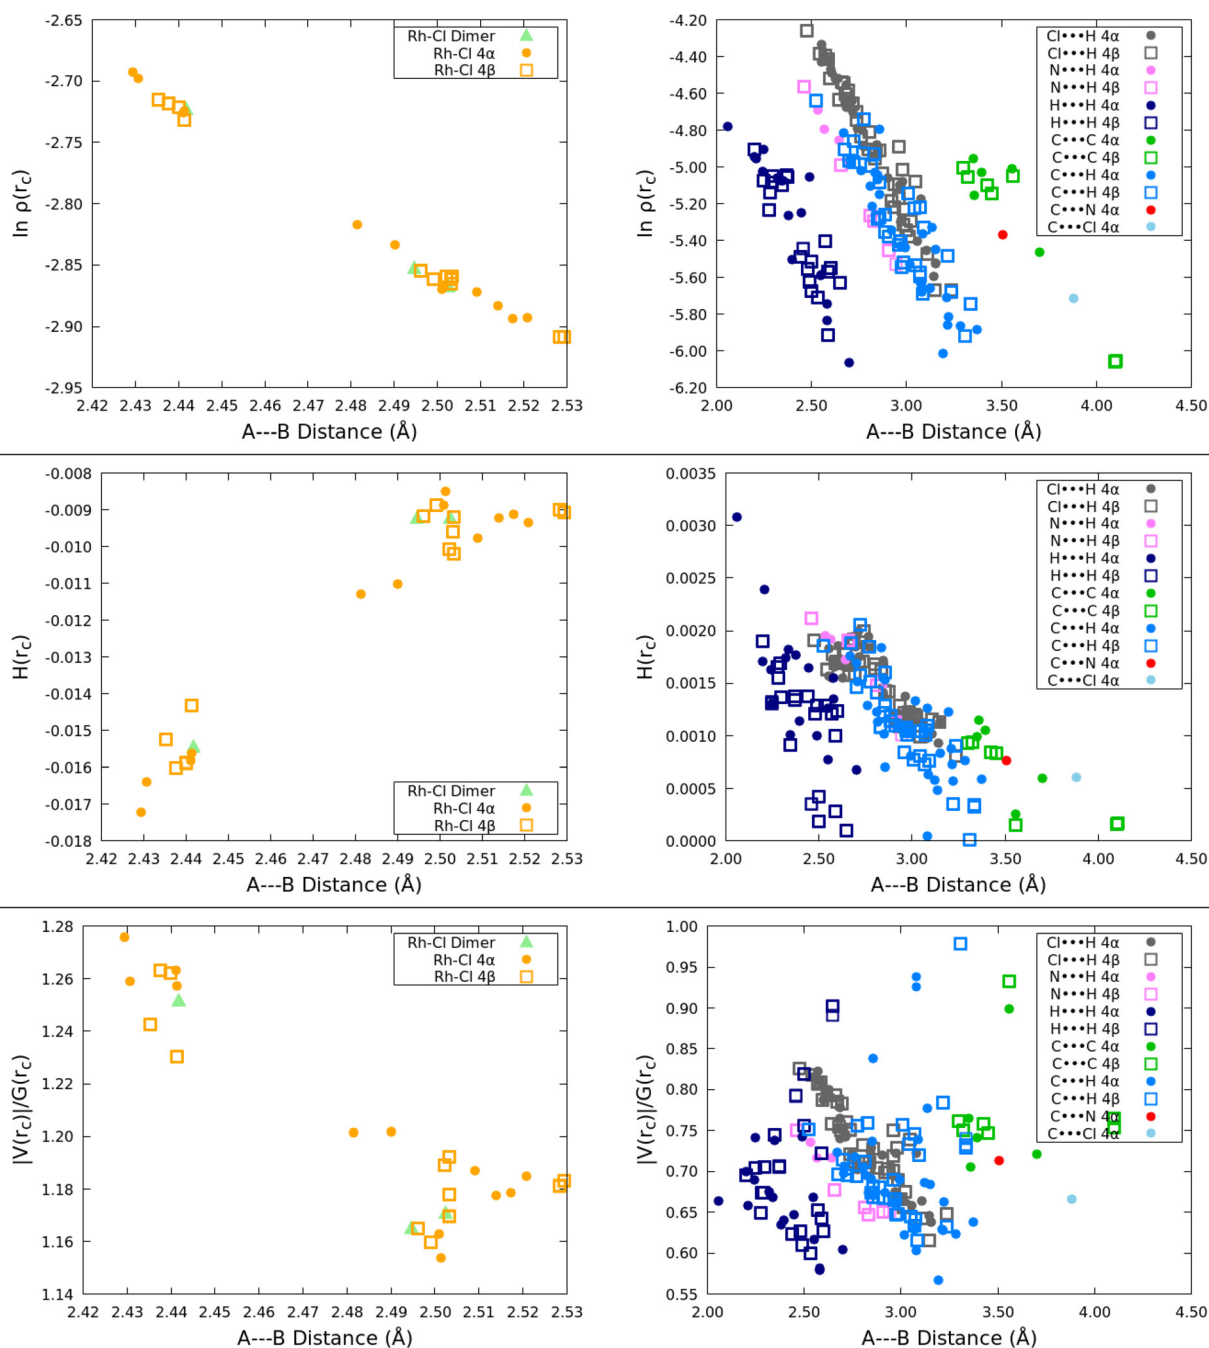 -2.65
-2.70
-2.75
-2.80
-2.85
-2.90
-2.95
ln ρ(rC)
2.42 2.43 2.44 2.45 2.46 2.47 2.48 2.49 2.50 2.51 2.52 2.53
A---B Distance (Å)
Rh-Cl Dimer
Rh-Cl 4α
Rh-Cl 4β
-4.20
-4.40
-4.60
-4.80
-5.00
-5.20
-5.40
-5.60
-5.80
-6.00
-6.20
ln ρ(rC)
2.00 2.50 3.00 3.50 4.00 4.50
A---B Distance (Å)
Cl•••H 4α
Cl•••H 4β
N•••H 4α
N•••H 4β
H•••H 4α
H•••H 4β
C•••C 4α
C•••C 4β
C•••H 4α
C•••H 4β
C•••N 4α
C•••Cl 4α
-0.008
-0.009
-0.010
-0.011
-0.012
-0.013
-0.014
-0.015
-0.016
-0.017
-0.018
H(rC)
2.42 2.43 2.44 2.45 2.46 2.47 2.48 2.49 2.50 2.51 2.52 2.53
A---B Distance (Å)
Rh-Cl Dimer
Rh-Cl 4α
Rh-Cl 4β
0.0035
0.0030
0.0025
0.0020
0.0015
0.0010
0.0005
0.0000
H(rC)
2.00 2.50 3.00 3.50 4.00 4.50
A---B Distance (Å)
Cl•••H 4α
Cl•••H 4β
N•••H 4α
N•••H 4β
H•••H 4α
H•••H 4β
C•••C 4α
C•••C 4β
C•••H 4α
C•••H 4β
C•••N 4α
C•••Cl 4α
1.28
1.26
1.24
1.22
1.20
1.18
1.16
1.14
|V(rC)|/G(rC)
2.42 2.43 2.44 2.45 2.46 2.47 2.48 2.49 2.50 2.51 2.52 2.53
A---B Distance (Å)
Rh-Cl Dimer
Rh-Cl 4α
Rh-Cl 4β
1.00
0.95
0.90
0.85
0.80
0.75
0.70
0.65
0.60
0.55
|V(rC)|/G(rC)
2.00 2.50 3.00 3.50 4.00 4.50
A---B Distance (Å)
Cl•••H 4α
Cl•••H 4β
N•••H 4α
N•••H 4β
H•••H 4α
H•••H 4β
C•••C 4α
C•••C 4β
C•••H 4α
C•••H 4β
C•••N 4α
C•••Cl 4α